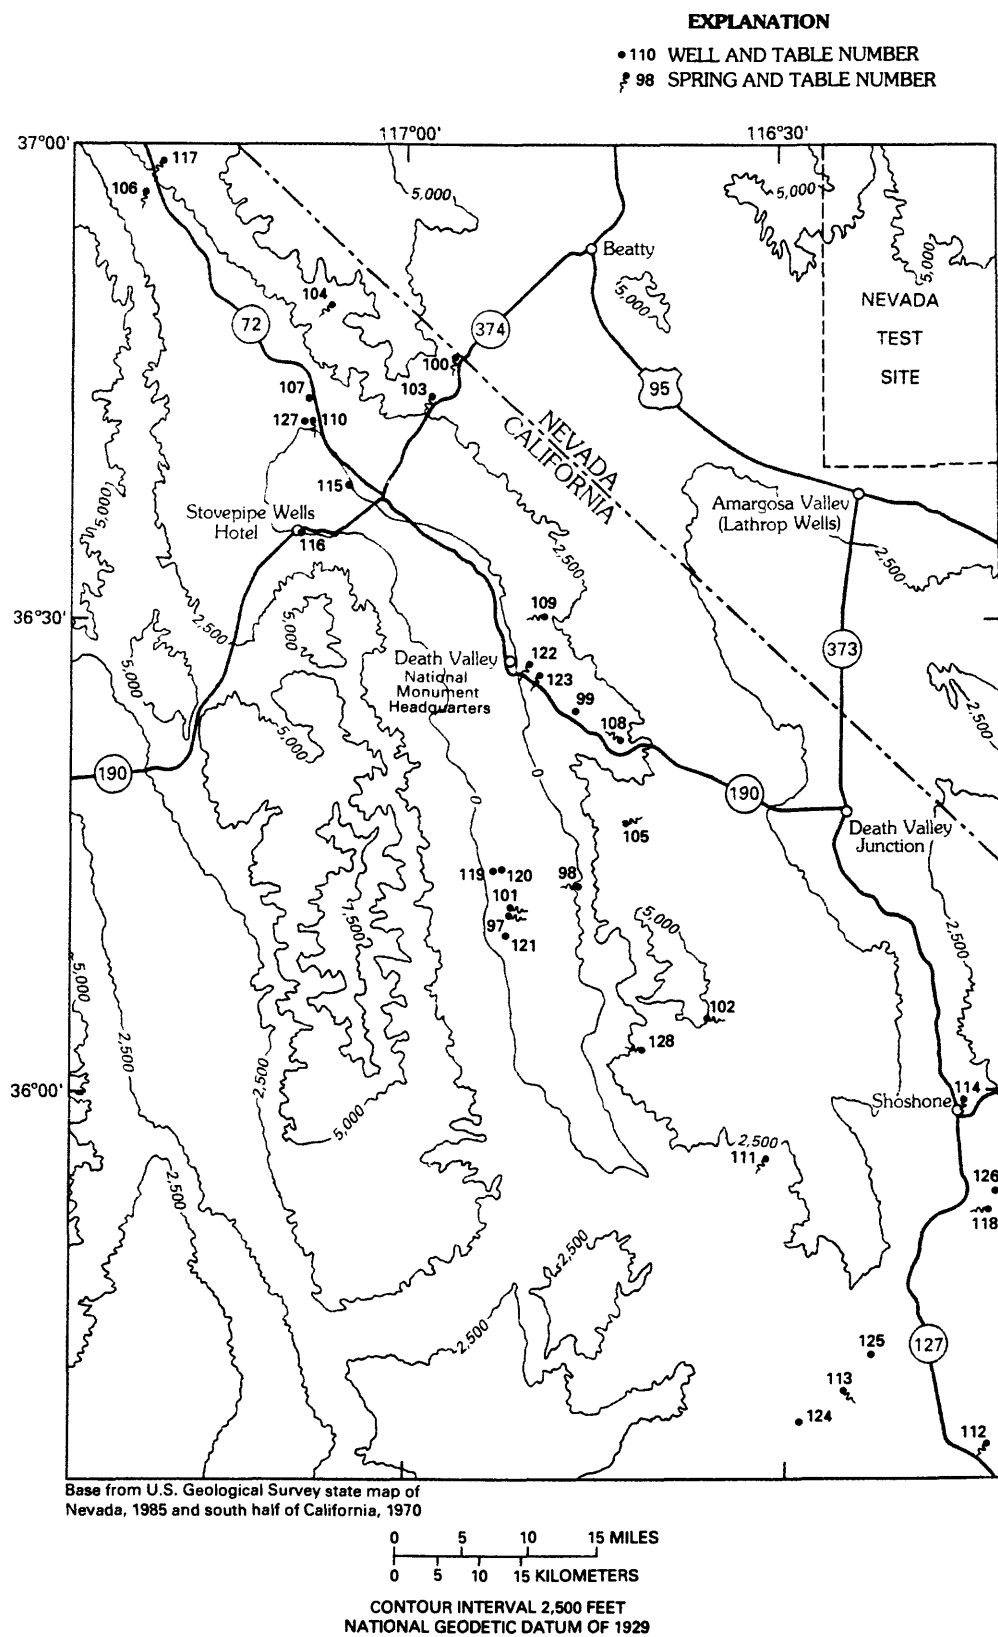 EXPLANATION
110 WELL AND TABLE NUMBER
98 SPRING AND TABLE NUMBER
117°00'
116°30'
37°00'
117
106
5,000
5,000
5,000
Beatty
5,000
NEVADA
TEST
SITE
104
72
374
100
103
95
107
127
110
NEVADA
CALIFORNIA
115
5,000
Stovepipe Wells
Hotel
116
Amargosa Valley
(Lathrop Wells)
2,500
2,500
36°30'
2,500
5,000
109
373
5,000
Death Valley
National
Monument
Headquarters
122
123
99
108
2,500
5,000
190
0
0
190
Death Valley
Junction
105
119
120
98
101
97
121
7,500
5,000
2,500
5,000
102
128
2,500
2,500
36°00'
5,000
Shoshone
114
2,500
111
126
118
2,500
2,500
2,500
127
125
113
124
112
Base from U.S. Geological Survey state map of
Nevada, 1985 and south half of California, 1970
0 5 10 15 MILES
0 5 10 15 KILOMETERS
CONTOUR INTERVAL 2,500 FEET
NATIONAL GEODETIC DATUM OF 1929